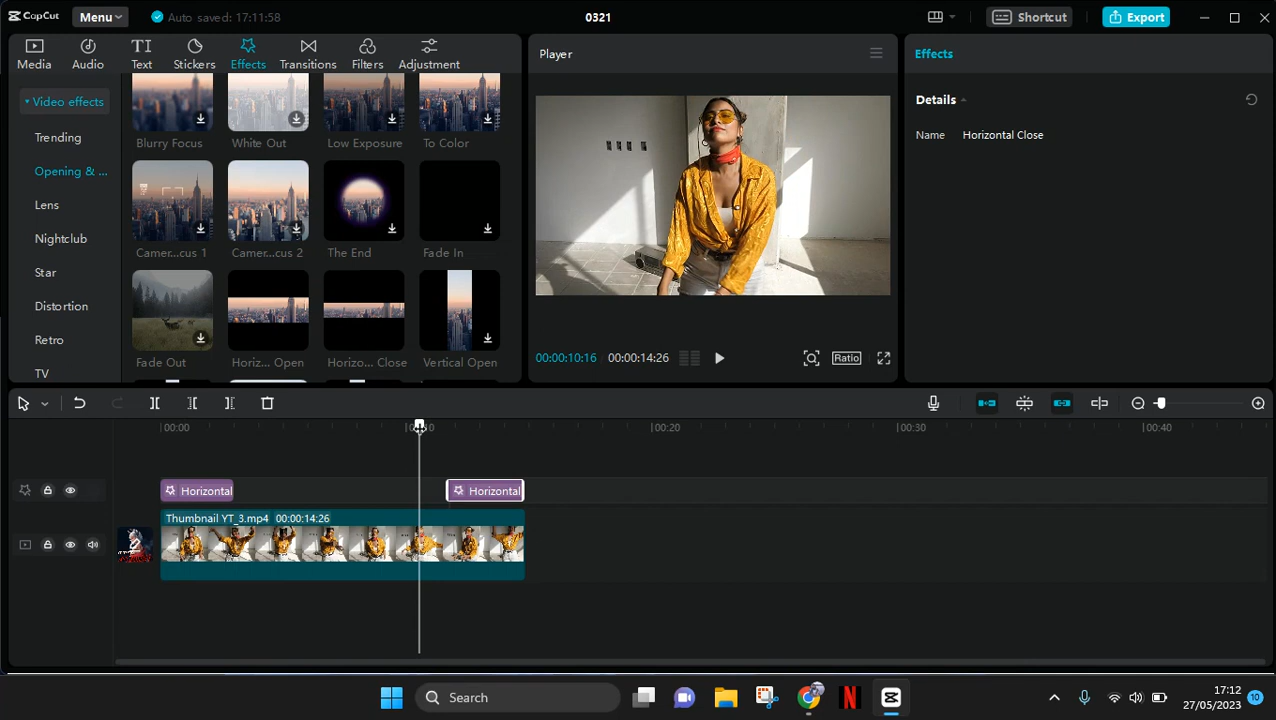 CapCut
Menu
Auto saved: 17:11:58
0321
Shortcut
Export
Media
Audio
Text
Stickers
Effects
Transitions
Filters
Adjustment
Video effects
Trending
Opening & ...
Lens
Nightclub
Star
Distortion
Retro
TV
Blurry Focus
White Out
Low Exposure
To Color
Camer...cus 1
Camer...cus 2
The End
Fade In
Fade Out
Horiz... Open
Horizo... Close
Vertical Open
Player
00:00:10:16
00:00:14:26
Ratio
Effects
Details
Name
Horizontal Close
00:00
00:20
00:30
00:40
Horizontal
Horizontal
Thumbnail YT_3.mp4 00:00:14:26
Search
17:12
27/05/2023
10